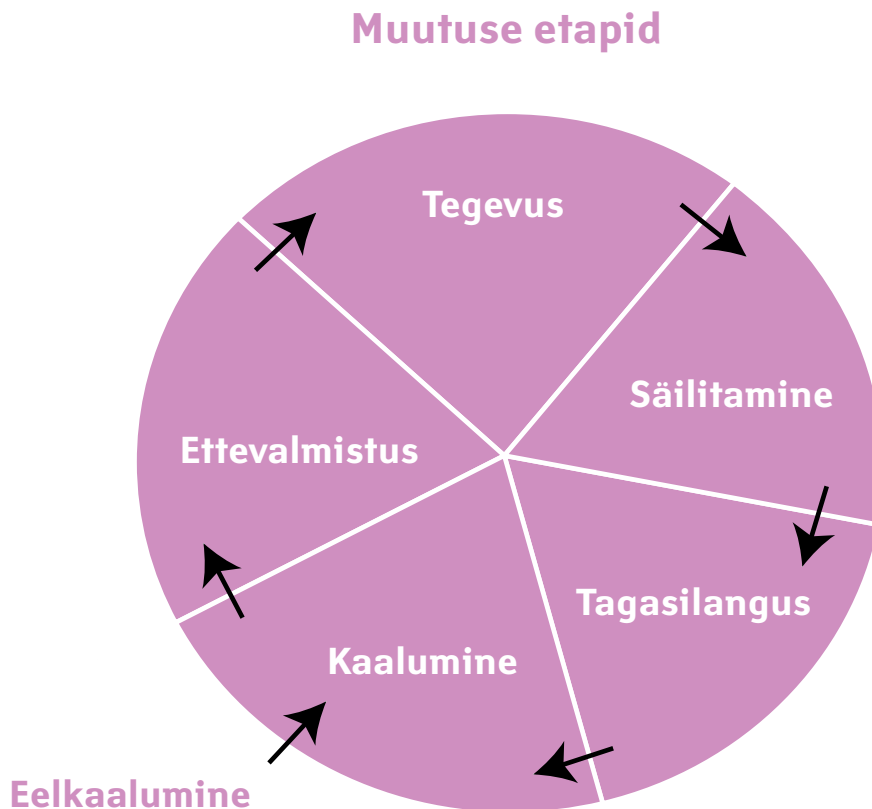 Muutuse etapid
Tegevus
Säilitamine
Ettevalmistus
Tagasilangus
Kaalumine
Eelkaalumine